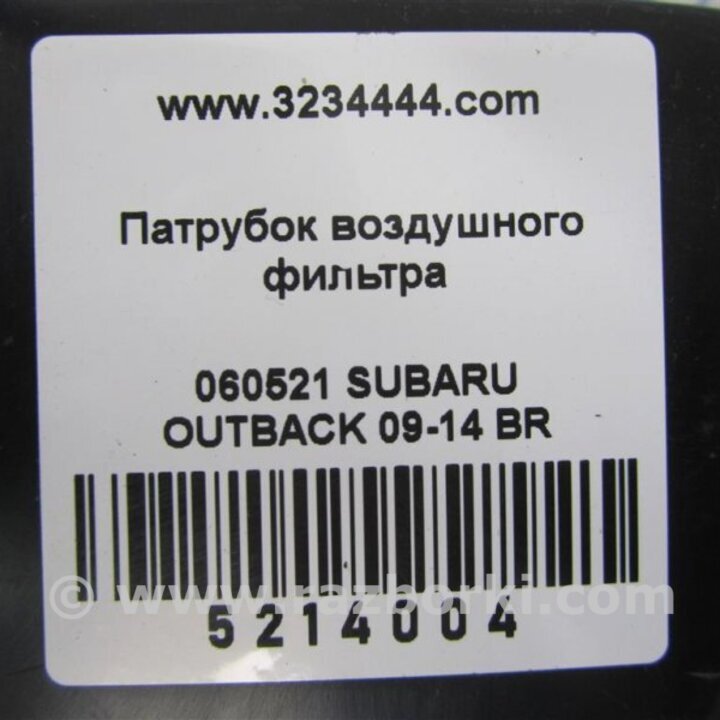 www.3234444.com
Патрубок воздушного
фильтра
060521 SUBARU
OUTBACK 09-14 BR
© www.razborki.com
5214004